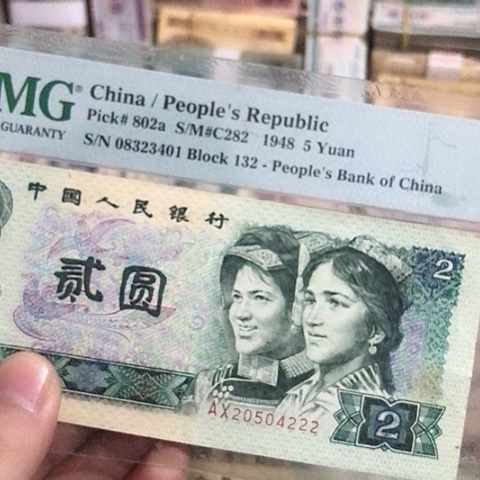 MG®
GUARANTY
China / People's Republic
Pick# 802a S/M#C282 1948 5 Yuan
S/N 08323401 Block 132 - People's Bank of China
中国人民银行
贰圆
2
AX20504222
2